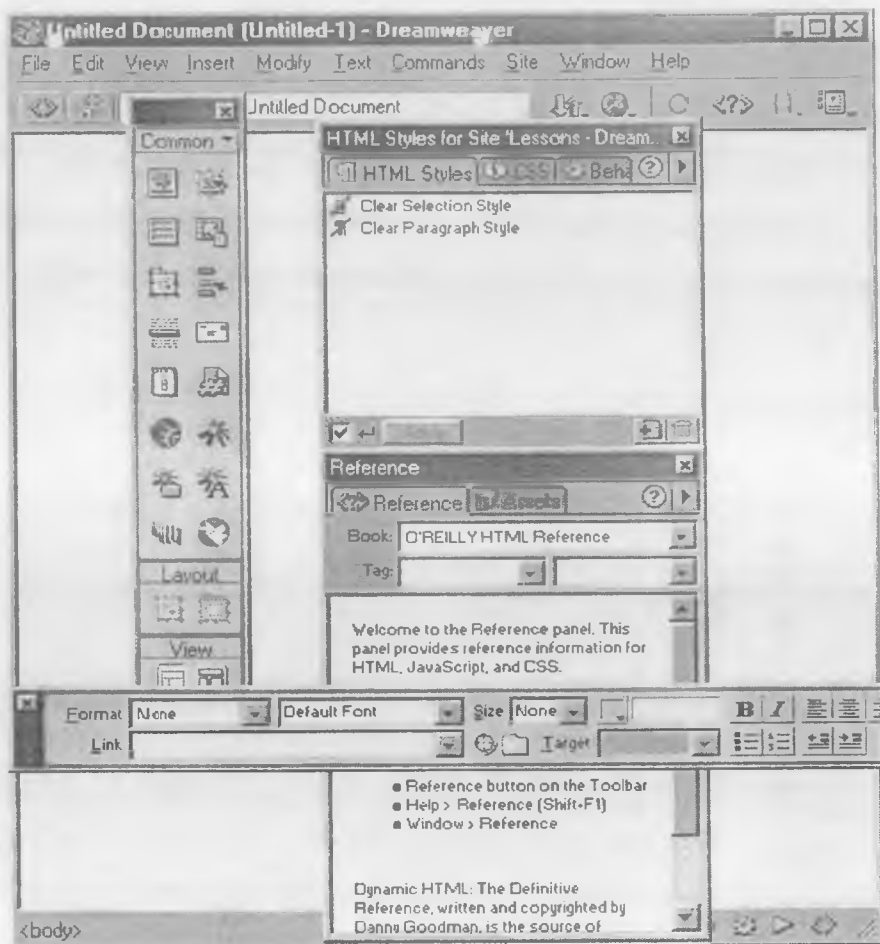 Untitled Document (Untitled-1) - Dreamweaver
File Edit View Insert Modify Text Commands Site Window Help
Untitled Document
Common
HTML Styles for Site 'Lessons - Dream..
HTML Styles CSS Beha
Clear Selection Style
Clear Paragraph Style
Reference
Reference Assets
Book: O'REILLY HTML Reference
Tag:
Welcome to the Reference panel. This
panel provides reference information for
HTML, JavaScript, and CSS.
Layout
View
Format None Default Font Size None B I
Link Target
Reference button on the Toolbar
Help > Reference (Shift-F1)
Window > Reference
Dynamic HTML: The Definitive
Reference, written and copyrighted by
Danny Goodman, is the source of
<body>